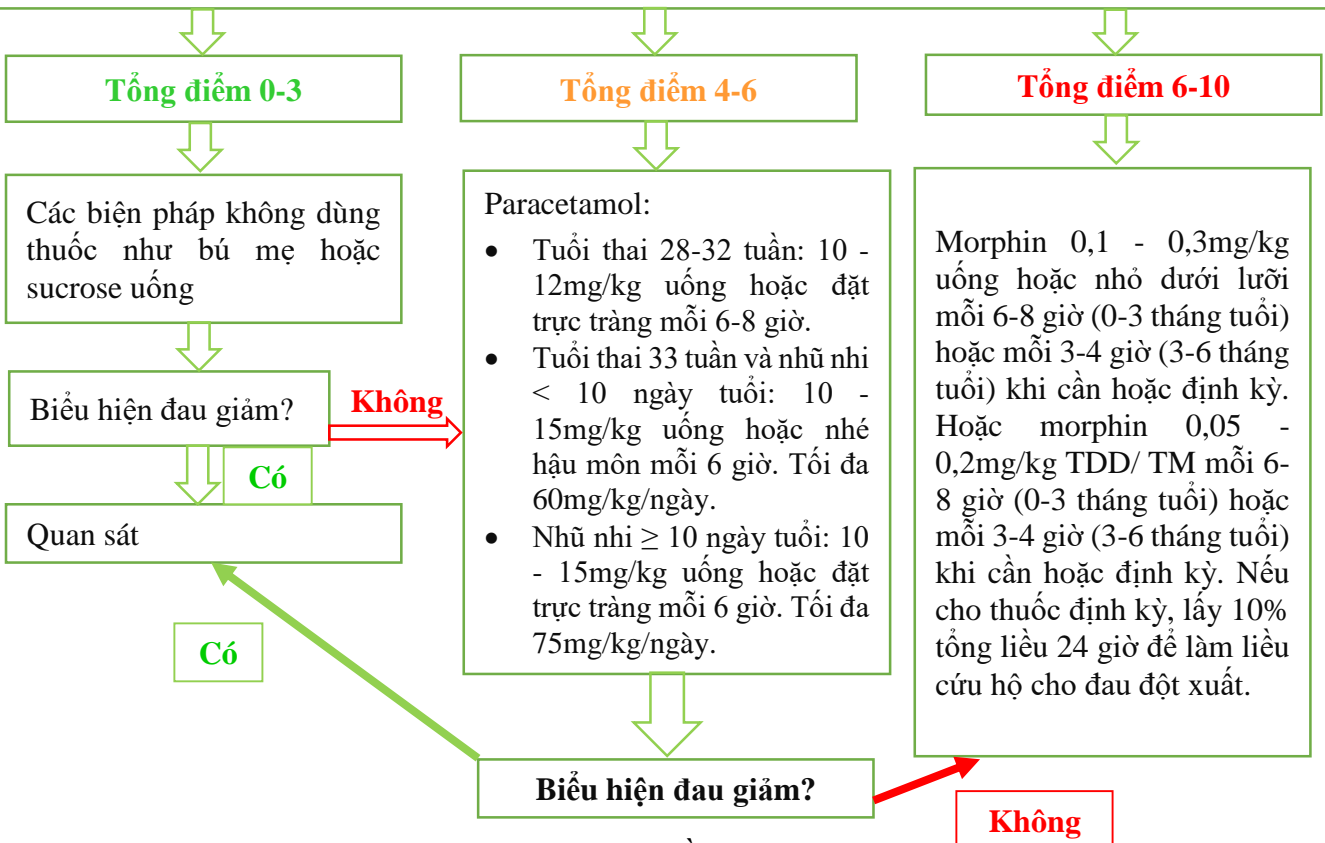 Tổng điểm 0-3
Các biện pháp không dùng
thuốc như bú mẹ hoặc
sucrose uống
Biểu hiện đau giảm?
Không
Có
Quan sát
Có
Tổng điểm 4-6
Paracetamol:
• Tuổi thai 28-32 tuần: 10 -
12mg/kg uống hoặc đặt
trực tràng mỗi 6-8 giờ.
• Tuổi thai 33 tuần và nhũ nhi
< 10 ngày tuổi: 10 -
15mg/kg uống hoặc nhé
hậu môn mỗi 6 giờ. Tối đa
60mg/kg/ngày.
• Nhũ nhi ≥ 10 ngày tuổi: 10
- 15mg/kg uống hoặc đặt
trực tràng mỗi 6 giờ. Tối đa
75mg/kg/ngày.
Biểu hiện đau giảm?
Không
Tổng điểm 6-10
Morphin 0,1 - 0,3mg/kg
uống hoặc nhỏ dưới lưỡi
mỗi 6-8 giờ (0-3 tháng tuổi)
hoặc mỗi 3-4 giờ (3-6 tháng
tuổi) khi cần hoặc định kỳ.
Hoặc morphin 0,05 -
0,2mg/kg TDD/ TM mỗi 6-
8 giờ (0-3 tháng tuổi) hoặc
mỗi 3-4 giờ (3-6 tháng tuổi)
khi cần hoặc định kỳ. Nếu
cho thuốc định kỳ, lấy 10%
tổng liều 24 giờ để làm liều
cứu hộ cho đau đột xuất.